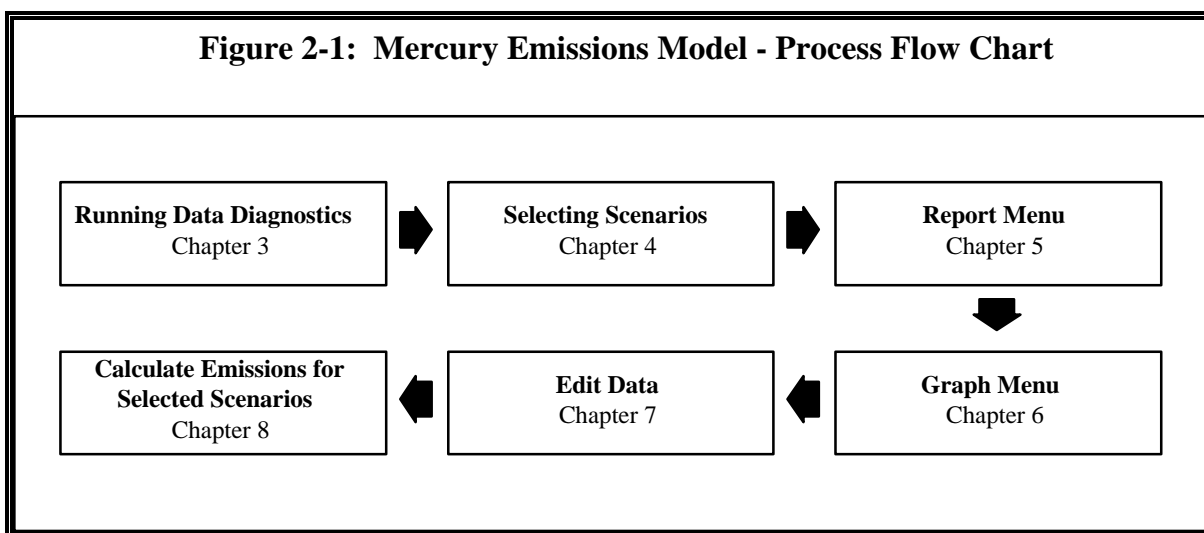 Figure 2-1: Mercury Emissions Model - Process Flow Chart
Running Data Diagnostics
Chapter 3
Selecting Scenarios
Chapter 4
Report Menu
Chapter 5
Graph Menu
Chapter 6
Edit Data
Chapter 7
Calculate Emissions for
Selected Scenarios
Chapter 8